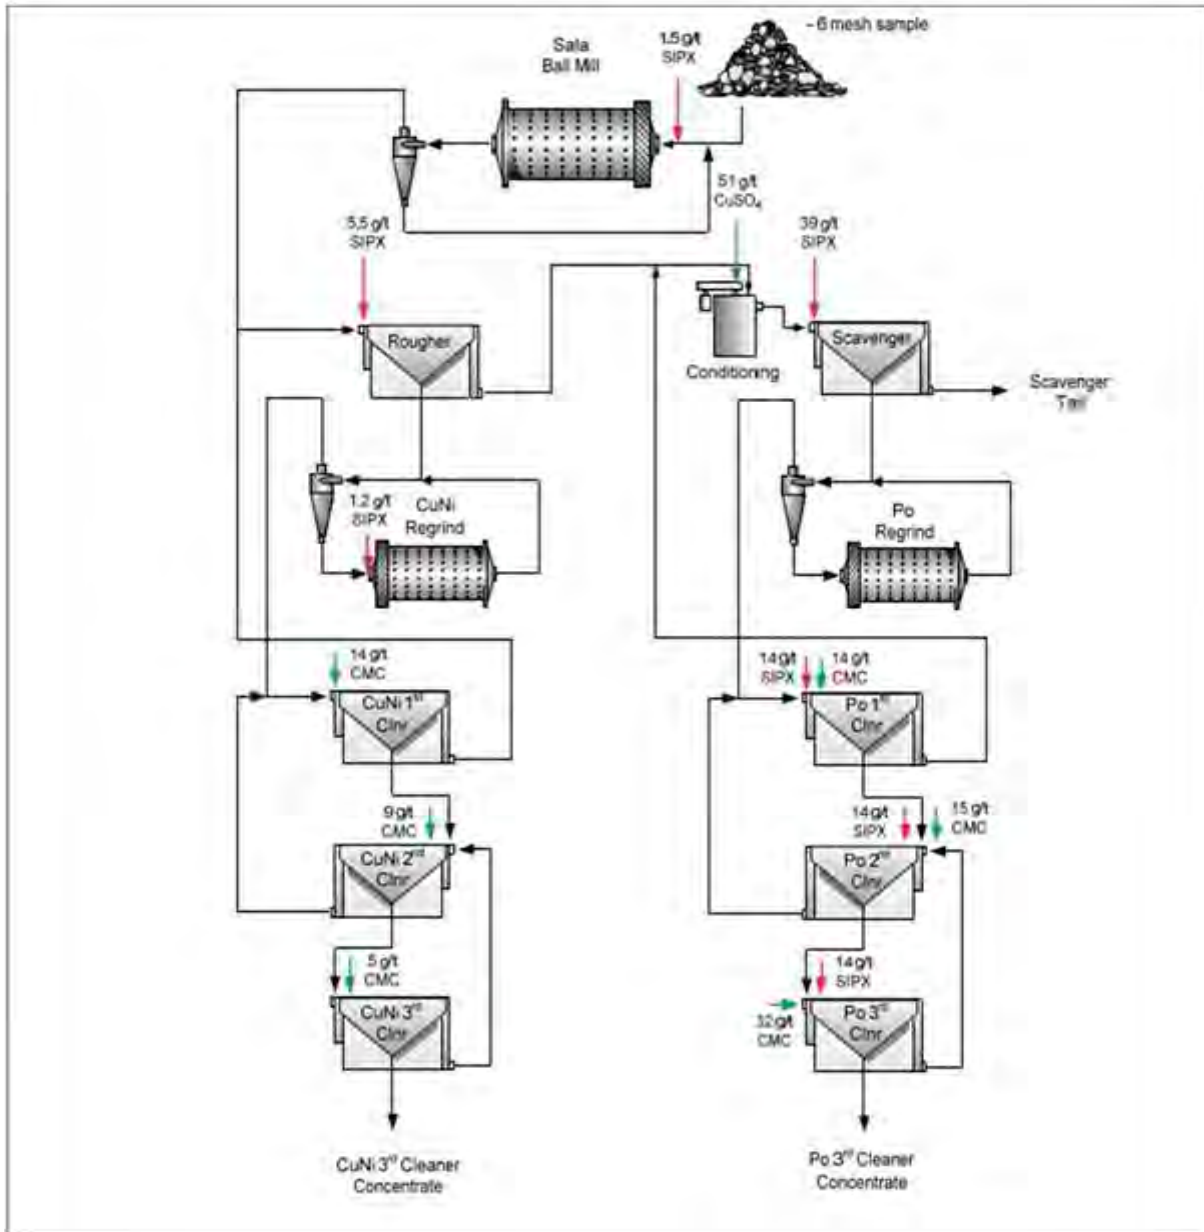 - 6 mesh sample
1.5 g/t
SIPX
Sala
Ball Mill
51 g/t
CuSO4
5.5 g/t
SIPX
39 g/t
SIPX
Rougher
Scavenger
Conditioning
Scavenger
Tail
1.2 g/t
SIPX
CuNi
Regrind
Po
Regrind
14 g/t
CMC
14 g/t
SIPX
14 g/t
CMC
CuNi 1st
Clnr
Po 1st
Clnr
9 g/t
CMC
14 g/t
SIPX
15 g/t
CMC
CuNi 2nd
Clnr
Po 2nd
Clnr
5 g/t
CMC
14 g/t
SIPX
CuNi 3rd
Clnr
32 g/t
CMC
Po 3rd
Clnr
CuNi 3rd Cleaner
Concentrate
Po 3rd Cleaner
Concentrate